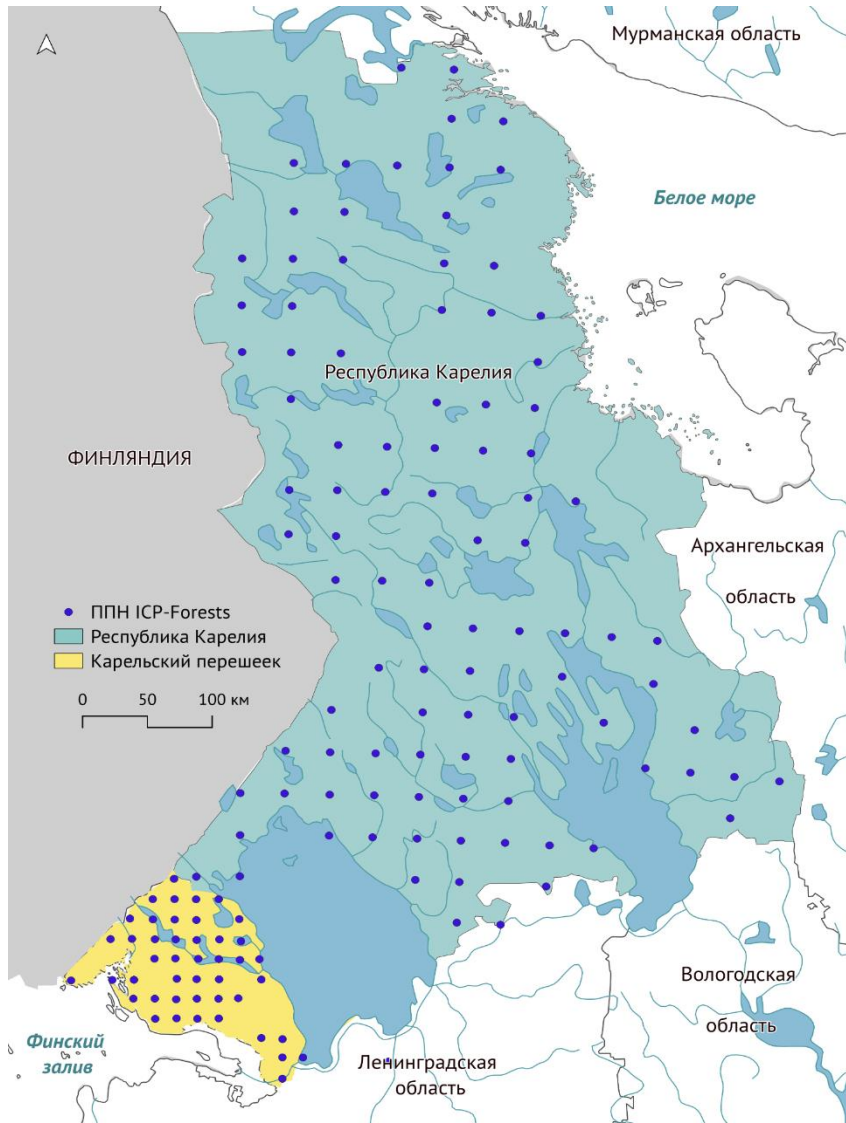 Мурманская область
Белое море
Республика Карелия
ФИНЛЯНДИЯ
Архангельская
область
ППН ICP-Forests
Республика Карелия
Карельский перешеек
0 50 100 км
Вологодская
область
Финский
залив
Ленинградская
область